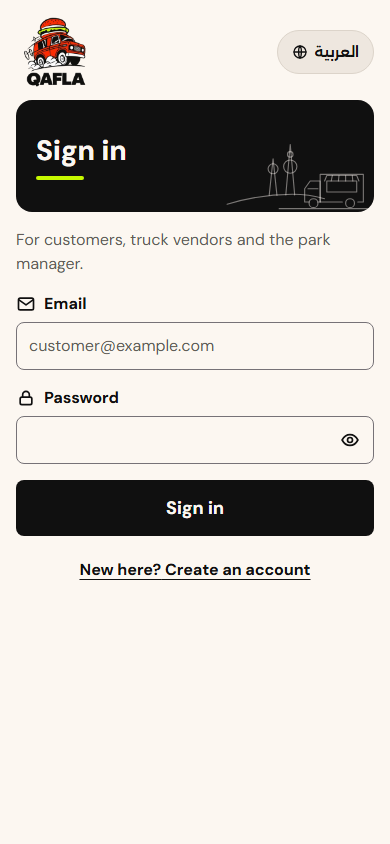 QAFLA
العربية
Sign in
For customers, truck vendors and the park
manager.
Email
customer@example.com
Password
Sign in
New here? Create an account